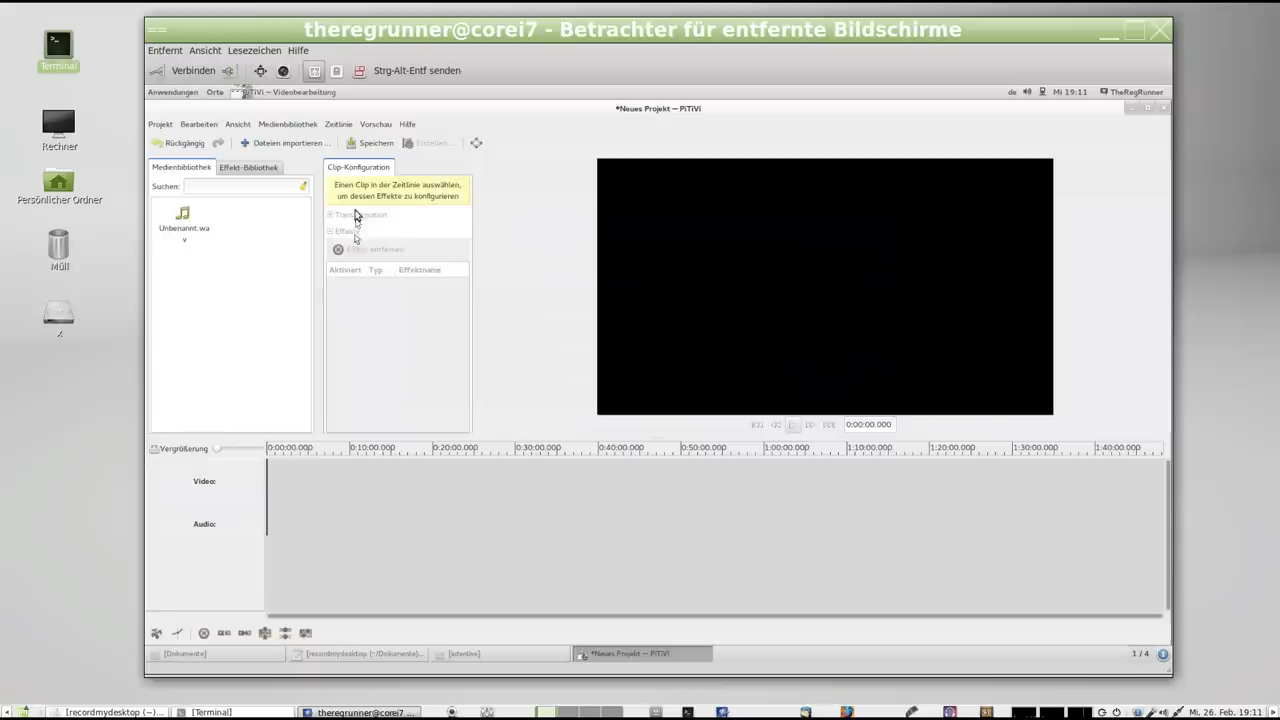 theregrunner@corei7 - Betrachter für entfernte Bildschirme
Terminal
Rechner
Persönlicher Ordner
Müll
x
Entfernt Ansicht Lesezeichen Hilfe
Verbinden Strg-Alt-Entf senden
Anwendungen Orte PiTiVi — Videobearbeitung de Mi 19:11 TheRegRunner
*Neues Projekt — PiTiVi
Projekt Bearbeiten Ansicht Medienbibliothek Zeitlinie Vorschau Hilfe
Rückgängig Dateien importieren ... Speichern Erstellen ...
Medienbibliothek Effekt-Bibliothek Clip-Konfiguration
Suchen:
Einen Clip in der Zeitlinie auswählen,
um dessen Effekte zu konfigurieren
Transformation
Effekte
Effekt entfernen
Unbenannt.wa
v
Aktiviert Typ Effektname
0:00:00.000
Vergrößerung 0:00:00.000 0:10:00.000 0:20:00.000 0:30:00.000 0:40:00.000 0:50:00.000 1:00:00.000 1:10:00.000 1:20:00.000 1:30:00.000 1:40:00.000
Video:
Audio:
[Dokumente] [recordmydesktop (~/Dokumente)... [kdenlive] *Neues Projekt — PiTiVi 1 / 4
[recordmydesktop (~)... [Terminal] theregrunner@corei7 ... Mi, 26. Feb, 19:11